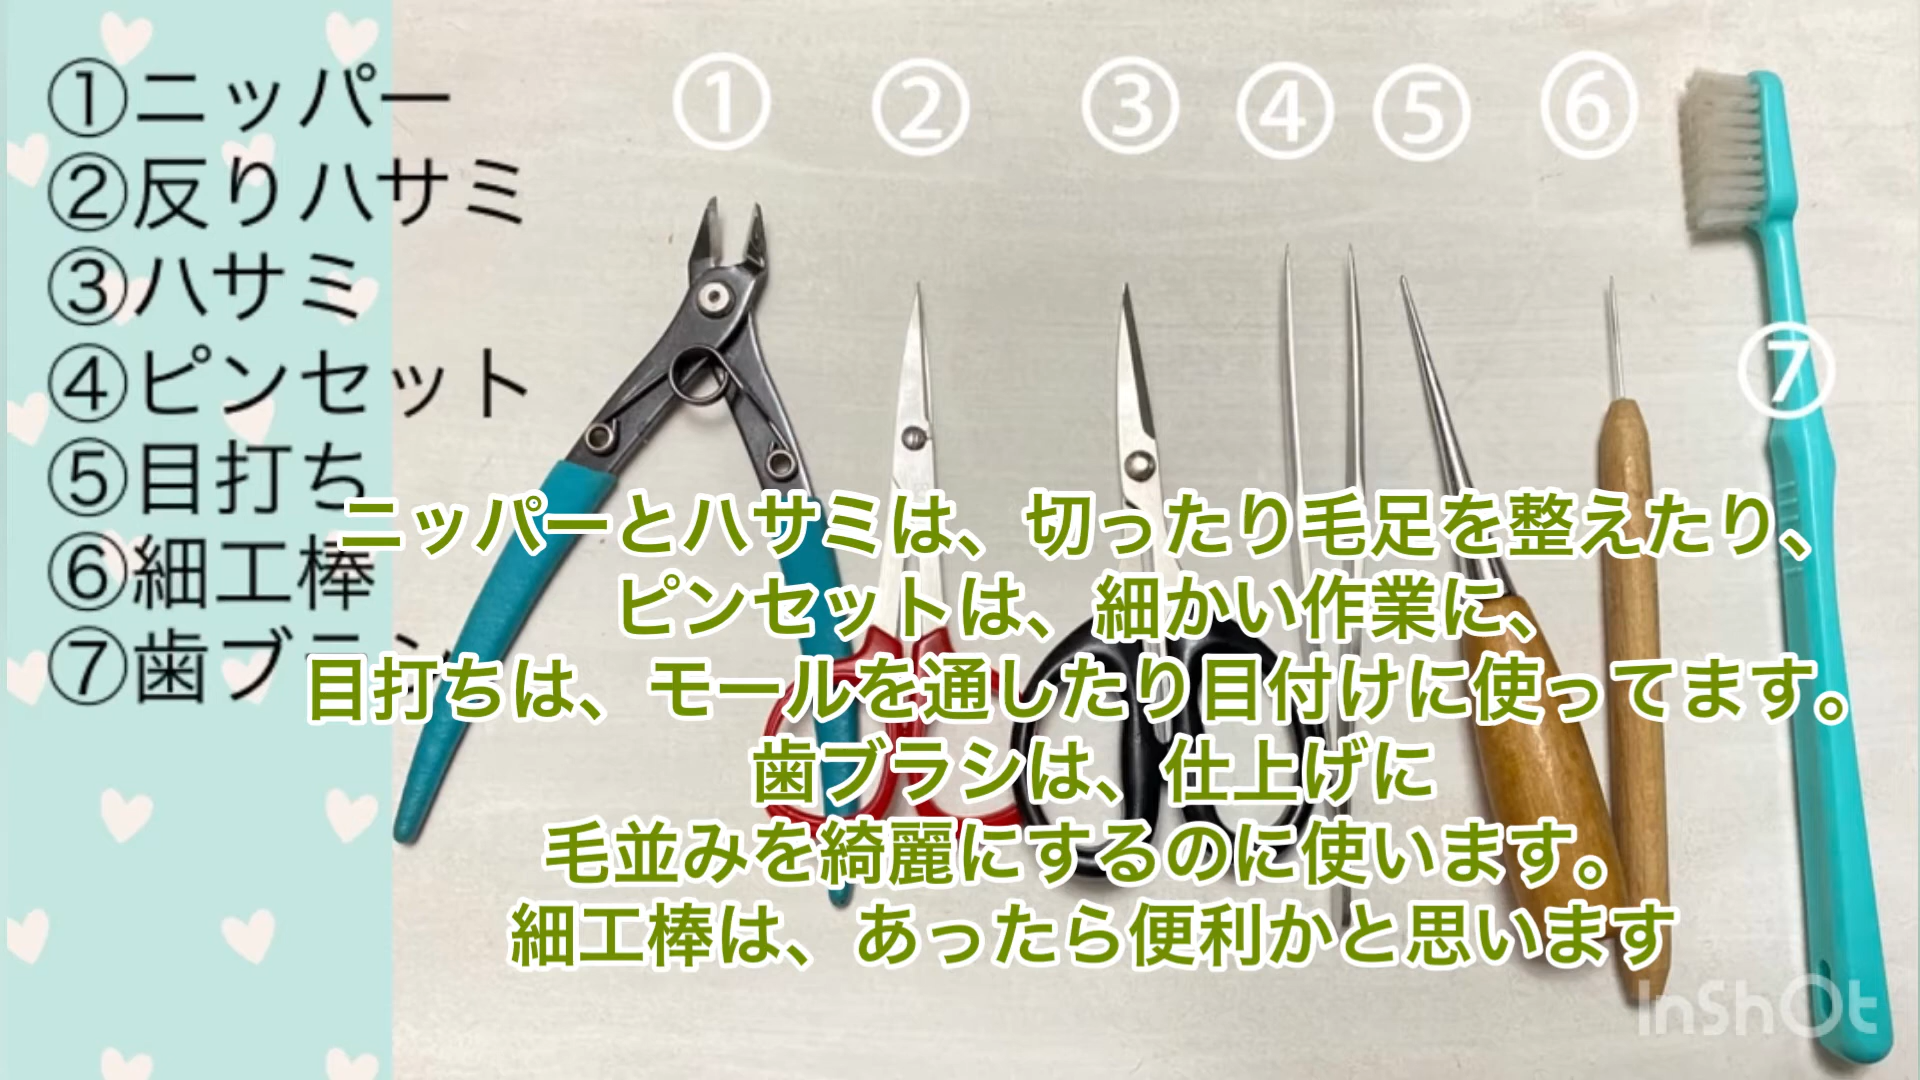 ①ニッパー
②反りハサミ
③ハサミ
④ピンセット
⑤目打ち
⑥細工棒
⑦歯ブラシ
① ② ③ ④ ⑤ ⑥
⑦
ニッパーとハサミは、切ったり毛足を整えたり、
ピンセットは、細かい作業に、
目打ちは、モールを通したり目付けに使ってます。
歯ブラシは、仕上げに
毛並みを綺麗にするのに使います。
細工棒は、あったら便利かと思います
InShOt